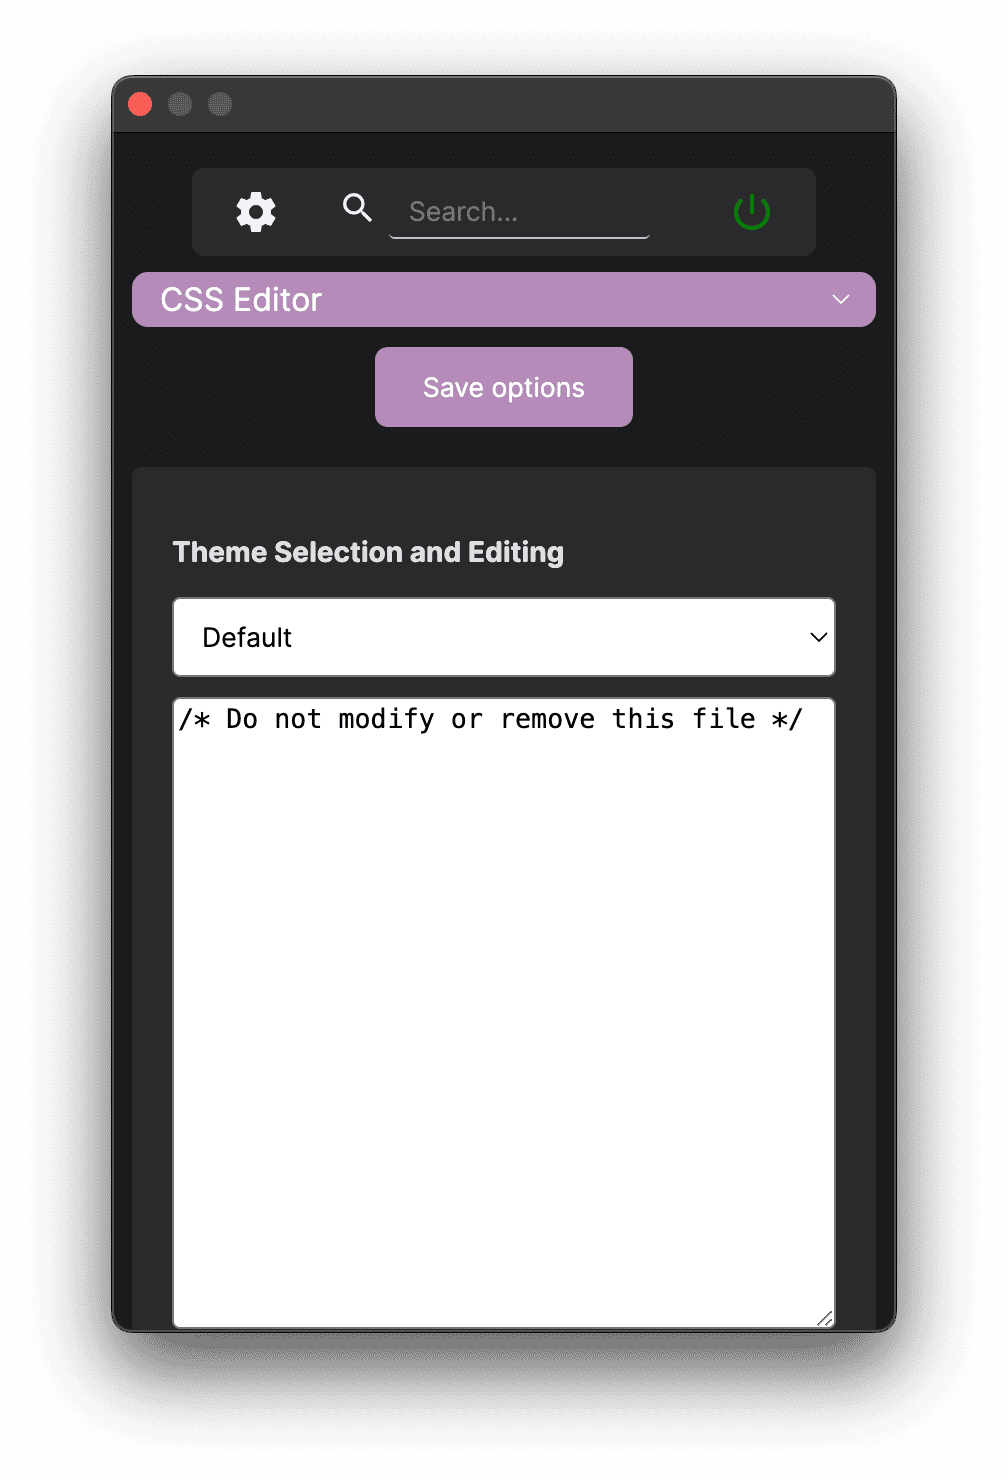 Search...
CSS Editor
Save options
Theme Selection and Editing
Default
/* Do not modify or remove this file */